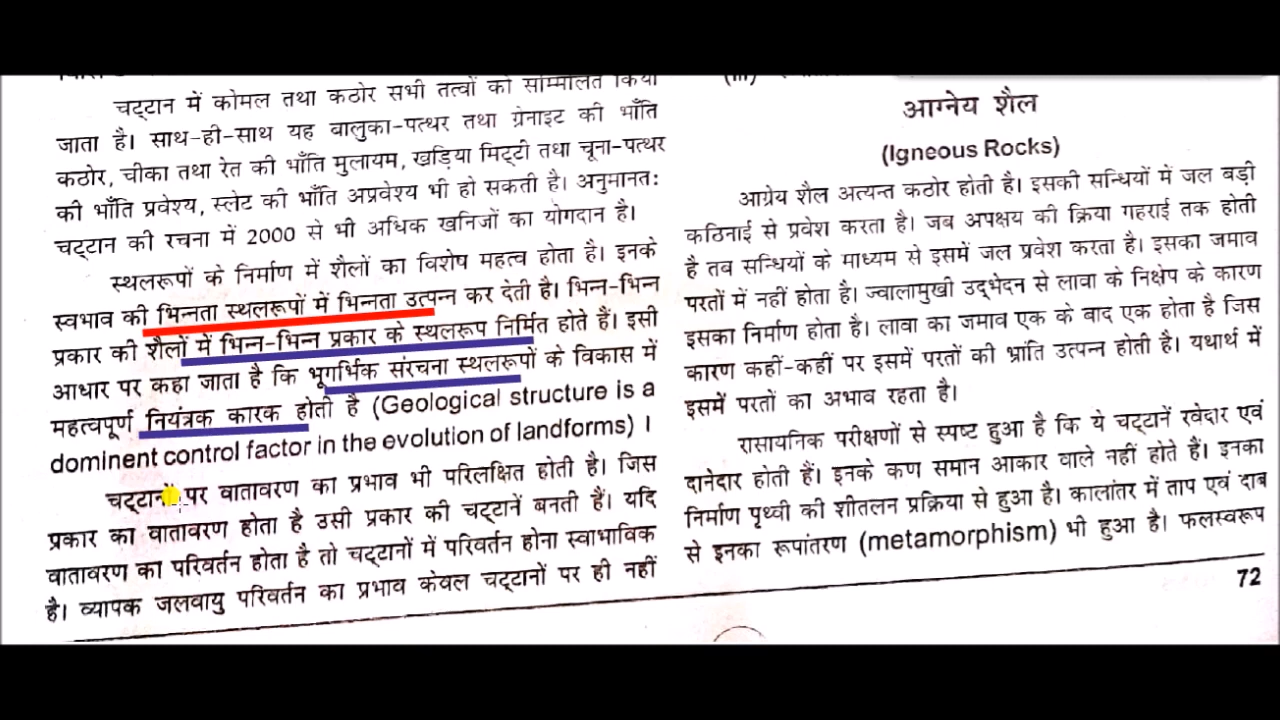 चट्टान में कोमल तथा कठोर सभी तत्वों को सम्मिलित किया
जाता है। साथ-ही-साथ यह बालुका-पत्थर तथा ग्रेनाइट की भाँति
कठोर, चीका तथा रेत की भाँति मुलायम, खड़िया मिट्टी तथा चूना-पत्थर
की भाँति प्रवेश्य, स्लेट की भाँति अप्रवेश्य भी हो सकती है। अनुमानतः
चट्टान की रचना में 2000 से भी अधिक खनिजों का योगदान है।
स्थलरूपों के निर्माण में शैलों का विशेष महत्व होता है। इनके
स्वभाव की भिन्नता स्थलरूपों में भिन्नता उत्पन्न कर देती है। भिन्न-भिन्न
प्रकार की शैलों में भिन्न-भिन्न प्रकार के स्थलरूप निर्मित होते हैं। इसी
आधार पर कहा जाता है कि भूगर्भिक संरचना स्थलरूपों के विकास में
महत्वपूर्ण नियंत्रक कारक होती है (Geological structure is a
dominent control factor in the evolution of landforms) ।
चट्टानों पर वातावरण का प्रभाव भी परिलक्षित होती है। जिस
प्रकार का वातावरण होता है उसी प्रकार की चट्टानें बनती हैं। यदि
वातावरण का परिवर्तन होता है तो चट्टानों में परिवर्तन होना स्वाभाविक
है। व्यापक जलवायु परिवर्तन का प्रभाव केवल चट्टानों पर ही नहीं
(iii)
आग्नेय शैल
(Igneous Rocks)
आग्रेय शैल अत्यन्त कठोर होती है। इसकी सन्धियों में जल बड़ी
कठिनाई से प्रवेश करता है। जब अपक्षय की क्रिया गहराई तक होती
है तब सन्धियों के माध्यम से इसमें जल प्रवेश करता है। इसका जमाव
परतों में नहीं होता है। ज्वालामुखी उद्भेदन से लावा के निक्षेप के कारण
इसका निर्माण होता है। लावा का जमाव एक के बाद एक होता है जिस
कारण कहीं-कहीं पर इसमें परतों की भ्रांति उत्पन्न होती है। यथार्थ में
इसमें परतों का अभाव रहता है।
रासायनिक परीक्षणों से स्पष्ट हुआ है कि ये चट्टानें रवेदार एवं
दानेदार होती हैं। इनके कण समान आकार वाले नहीं होते हैं। इनका
निर्माण पृथ्वी की शीतलन प्रक्रिया से हुआ है। कालांतर में ताप एवं दाब
से इनका रूपांतरण (metamorphism) भी हुआ है। फलस्वरूप
72